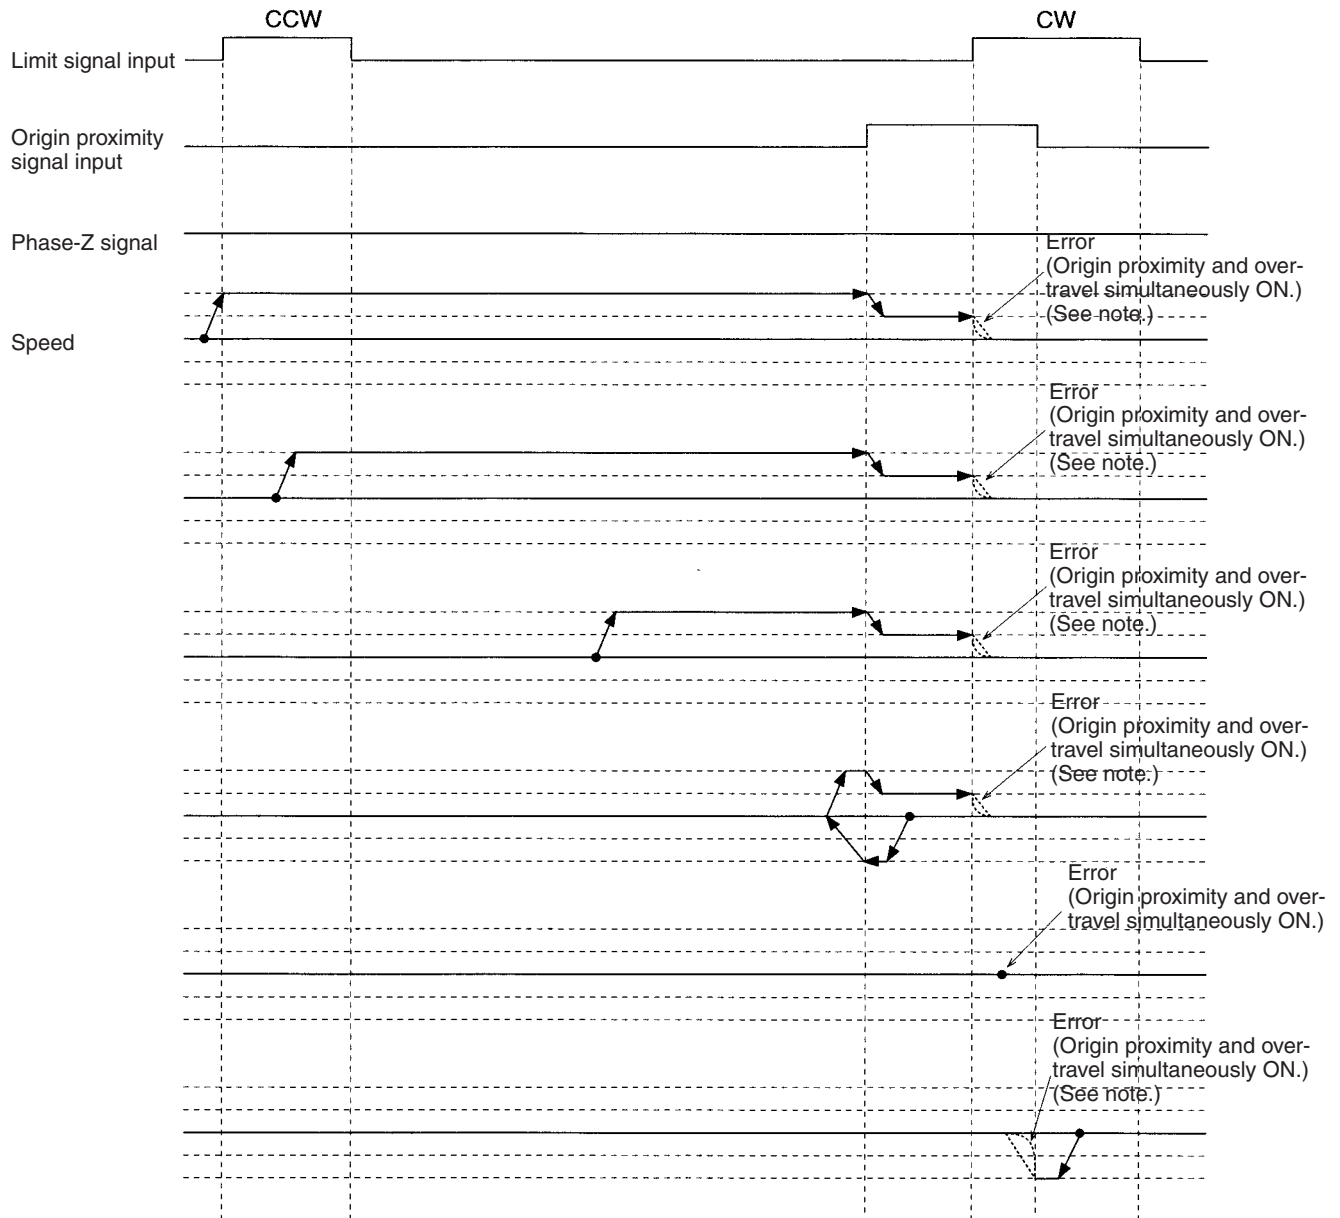 CCW
CW
Limit signal input
Origin proximity
signal input
Phase-Z signal
Error
(Origin proximity and over-
travel simultaneously ON.)
(See note.)
Speed
Error
(Origin proximity and over-
travel simultaneously ON.)
(See note.)
Error
(Origin proximity and over-
travel simultaneously ON.)
(See note.)
Error
(Origin proximity and over-
travel simultaneously ON.)
(See note.)
Error
(Origin proximity and over-
travel simultaneously ON.)
Error
(Origin proximity and over-
travel simultaneously ON.)
(See note.)